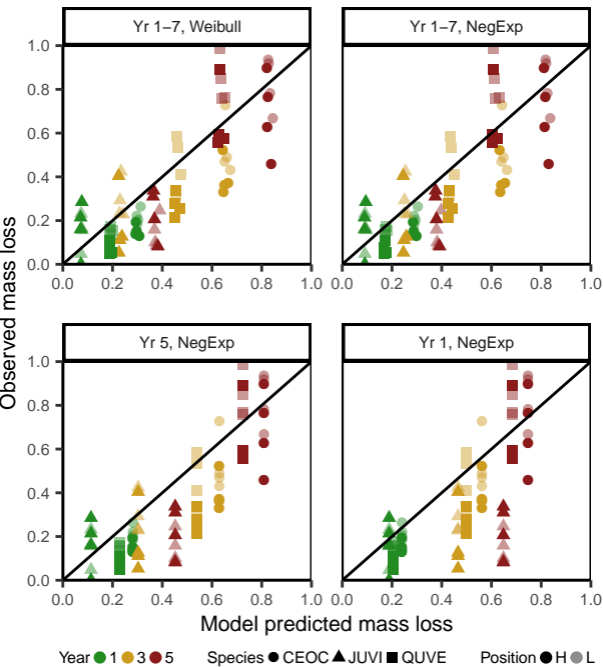 Yr 1−7, Weibull
Yr 1−7, NegExp
1.0
0.8
0.6
0.4
0.2
0.0
0.0 0.2 0.4 0.6 0.8 1.0
0.0 0.2 0.4 0.6 0.8 1.0
Yr 5, NegExp
Yr 1, NegExp
1.0
0.8
0.6
0.4
0.2
0.0
0.0 0.2 0.4 0.6 0.8 1.0
0.0 0.2 0.4 0.6 0.8 1.0
Observed mass loss
Model predicted mass loss
Year 1 3 5 Species CEOC JUVI QUVE Position H L